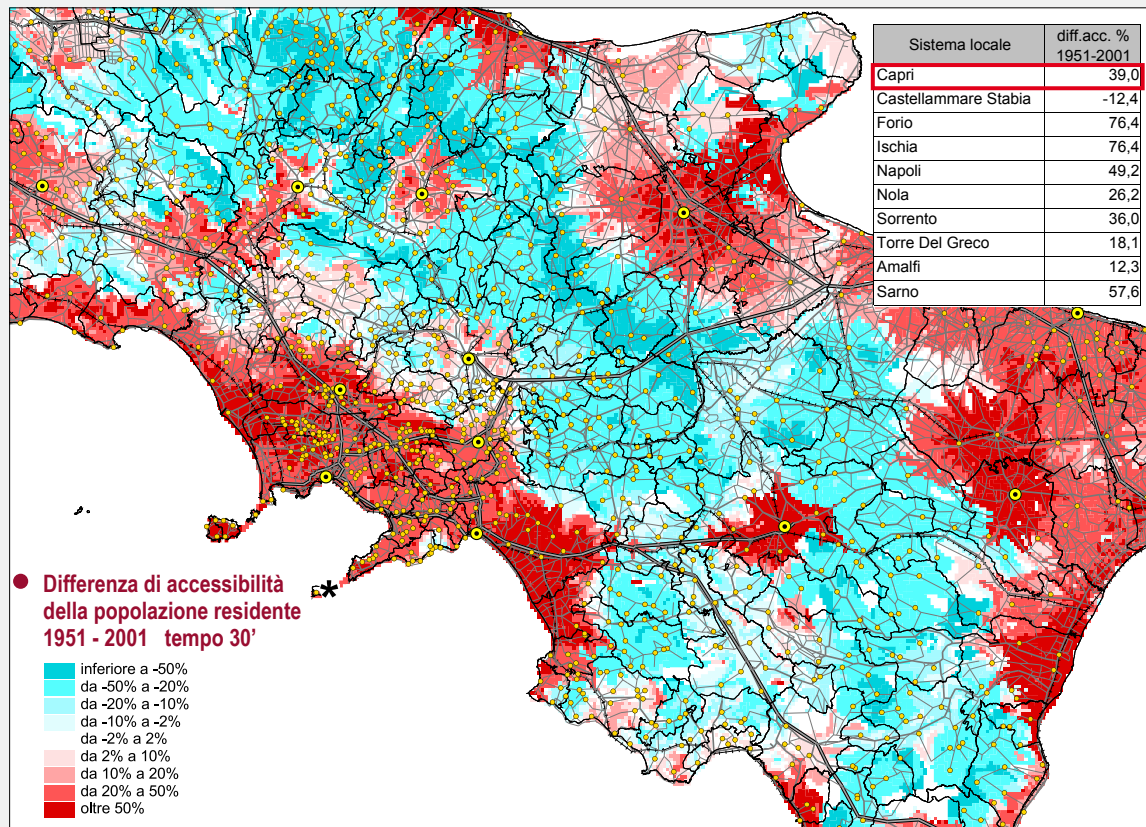 Sistema locale diff.acc. % 1951-2001
Capri 39,0
Castellammare Stabia -12,4
Forio 76,4
Ischia 76,4
Napoli 49,2
Nola 26,2
Sorrento 36,0
Torre Del Greco 18,1
Amalfi 12,3
Sarno 57,6
*
● Differenza di accessibilità
della popolazione residente
1951 - 2001 tempo 30'
inferiore a -50%
da -50% a -20%
da -20% a -10%
da -10% a -2%
da -2% a 2%
da 2% a 10%
da 10% a 20%
da 20% a 50%
oltre 50%